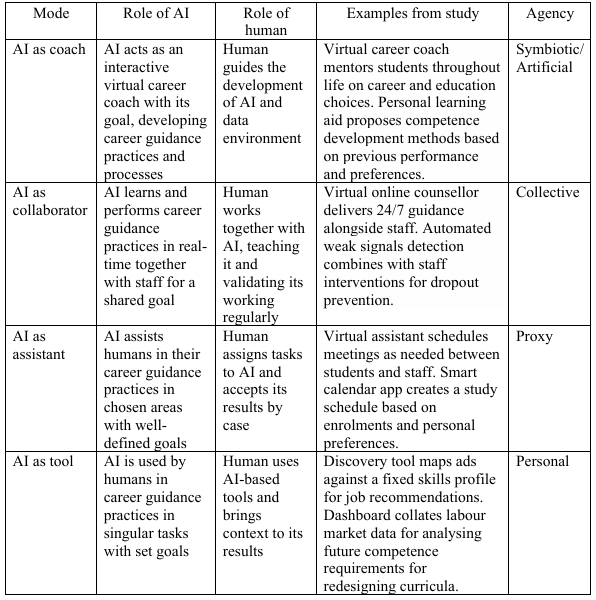 Mode
Role of AI
Role of
human
Examples from study
Agency
AI as coach
AI acts as an
interactive
virtual career
coach with its
goal, developing
career guidance
practices and
processes
Human
guides the
development
of AI and
data
environment
Virtual career coach
mentors students throughout
life on career and education
choices. Personal learning
aid proposes competence
development methods based
on previous performance
and preferences.
Symbiotic/
Artificial
AI as
collaborator
AI learns and
performs career
guidance
practices in real-
time together
with staff for a
shared goal
Human
works
together with
AI, teaching
it and
validating its
working
regularly
Virtual online counsellor
delivers 24/7 guidance
alongside staff. Automated
weak signals detection
combines with staff
interventions for dropout
prevention.
Collective
AI as
assistant
AI assists
humans in their
career guidance
practices in
chosen areas
with well-
defined goals
Human
assigns tasks
to AI and
accepts its
results by
case
Virtual assistant schedules
meetings as needed between
students and staff. Smart
calendar app creates a study
schedule based on
enrolments and personal
preferences.
Proxy
AI as tool
AI is used by
humans in
career guidance
practices in
singular tasks
with set goals
Human uses
AI-based
tools and
brings
context to its
results
Discovery tool maps ads
against a fixed skills profile
for job recommendations.
Dashboard collates labour
market data for analysing
future competence
requirements for
redesigning curricula.
Personal